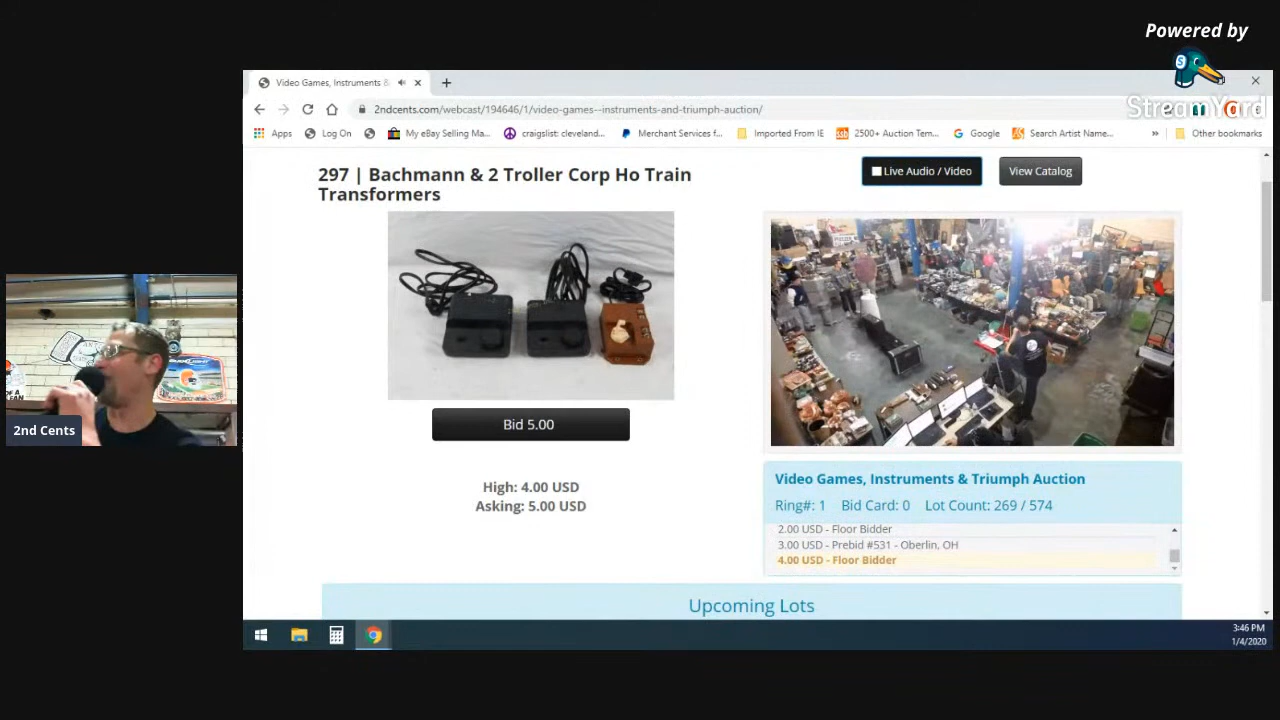 Powered by
StreamYard
Video Games, Instruments &
2ndcents.com/webcast/194646/1/video-games--instruments-and-triumph-auction/
Apps
Log On
My eBay Selling Ma...
craigslist: cleveland...
Merchant Services f...
Imported From IE
2500+ Auction Tem...
Google
Search Artist Name...
»
Other bookmarks
297 | Bachmann & 2 Troller Corp Ho Train
Transformers
Live Audio / Video
View Catalog
Bid 5.00
High: 4.00 USD
Asking: 5.00 USD
Video Games, Instruments & Triumph Auction
Ring#: 1 Bid Card: 0 Lot Count: 269 / 574
2.00 USD - Floor Bidder
3.00 USD - Prebid #531 - Oberlin, OH
4.00 USD - Floor Bidder
Upcoming Lots
2nd Cents
3:46 PM
1/4/2020